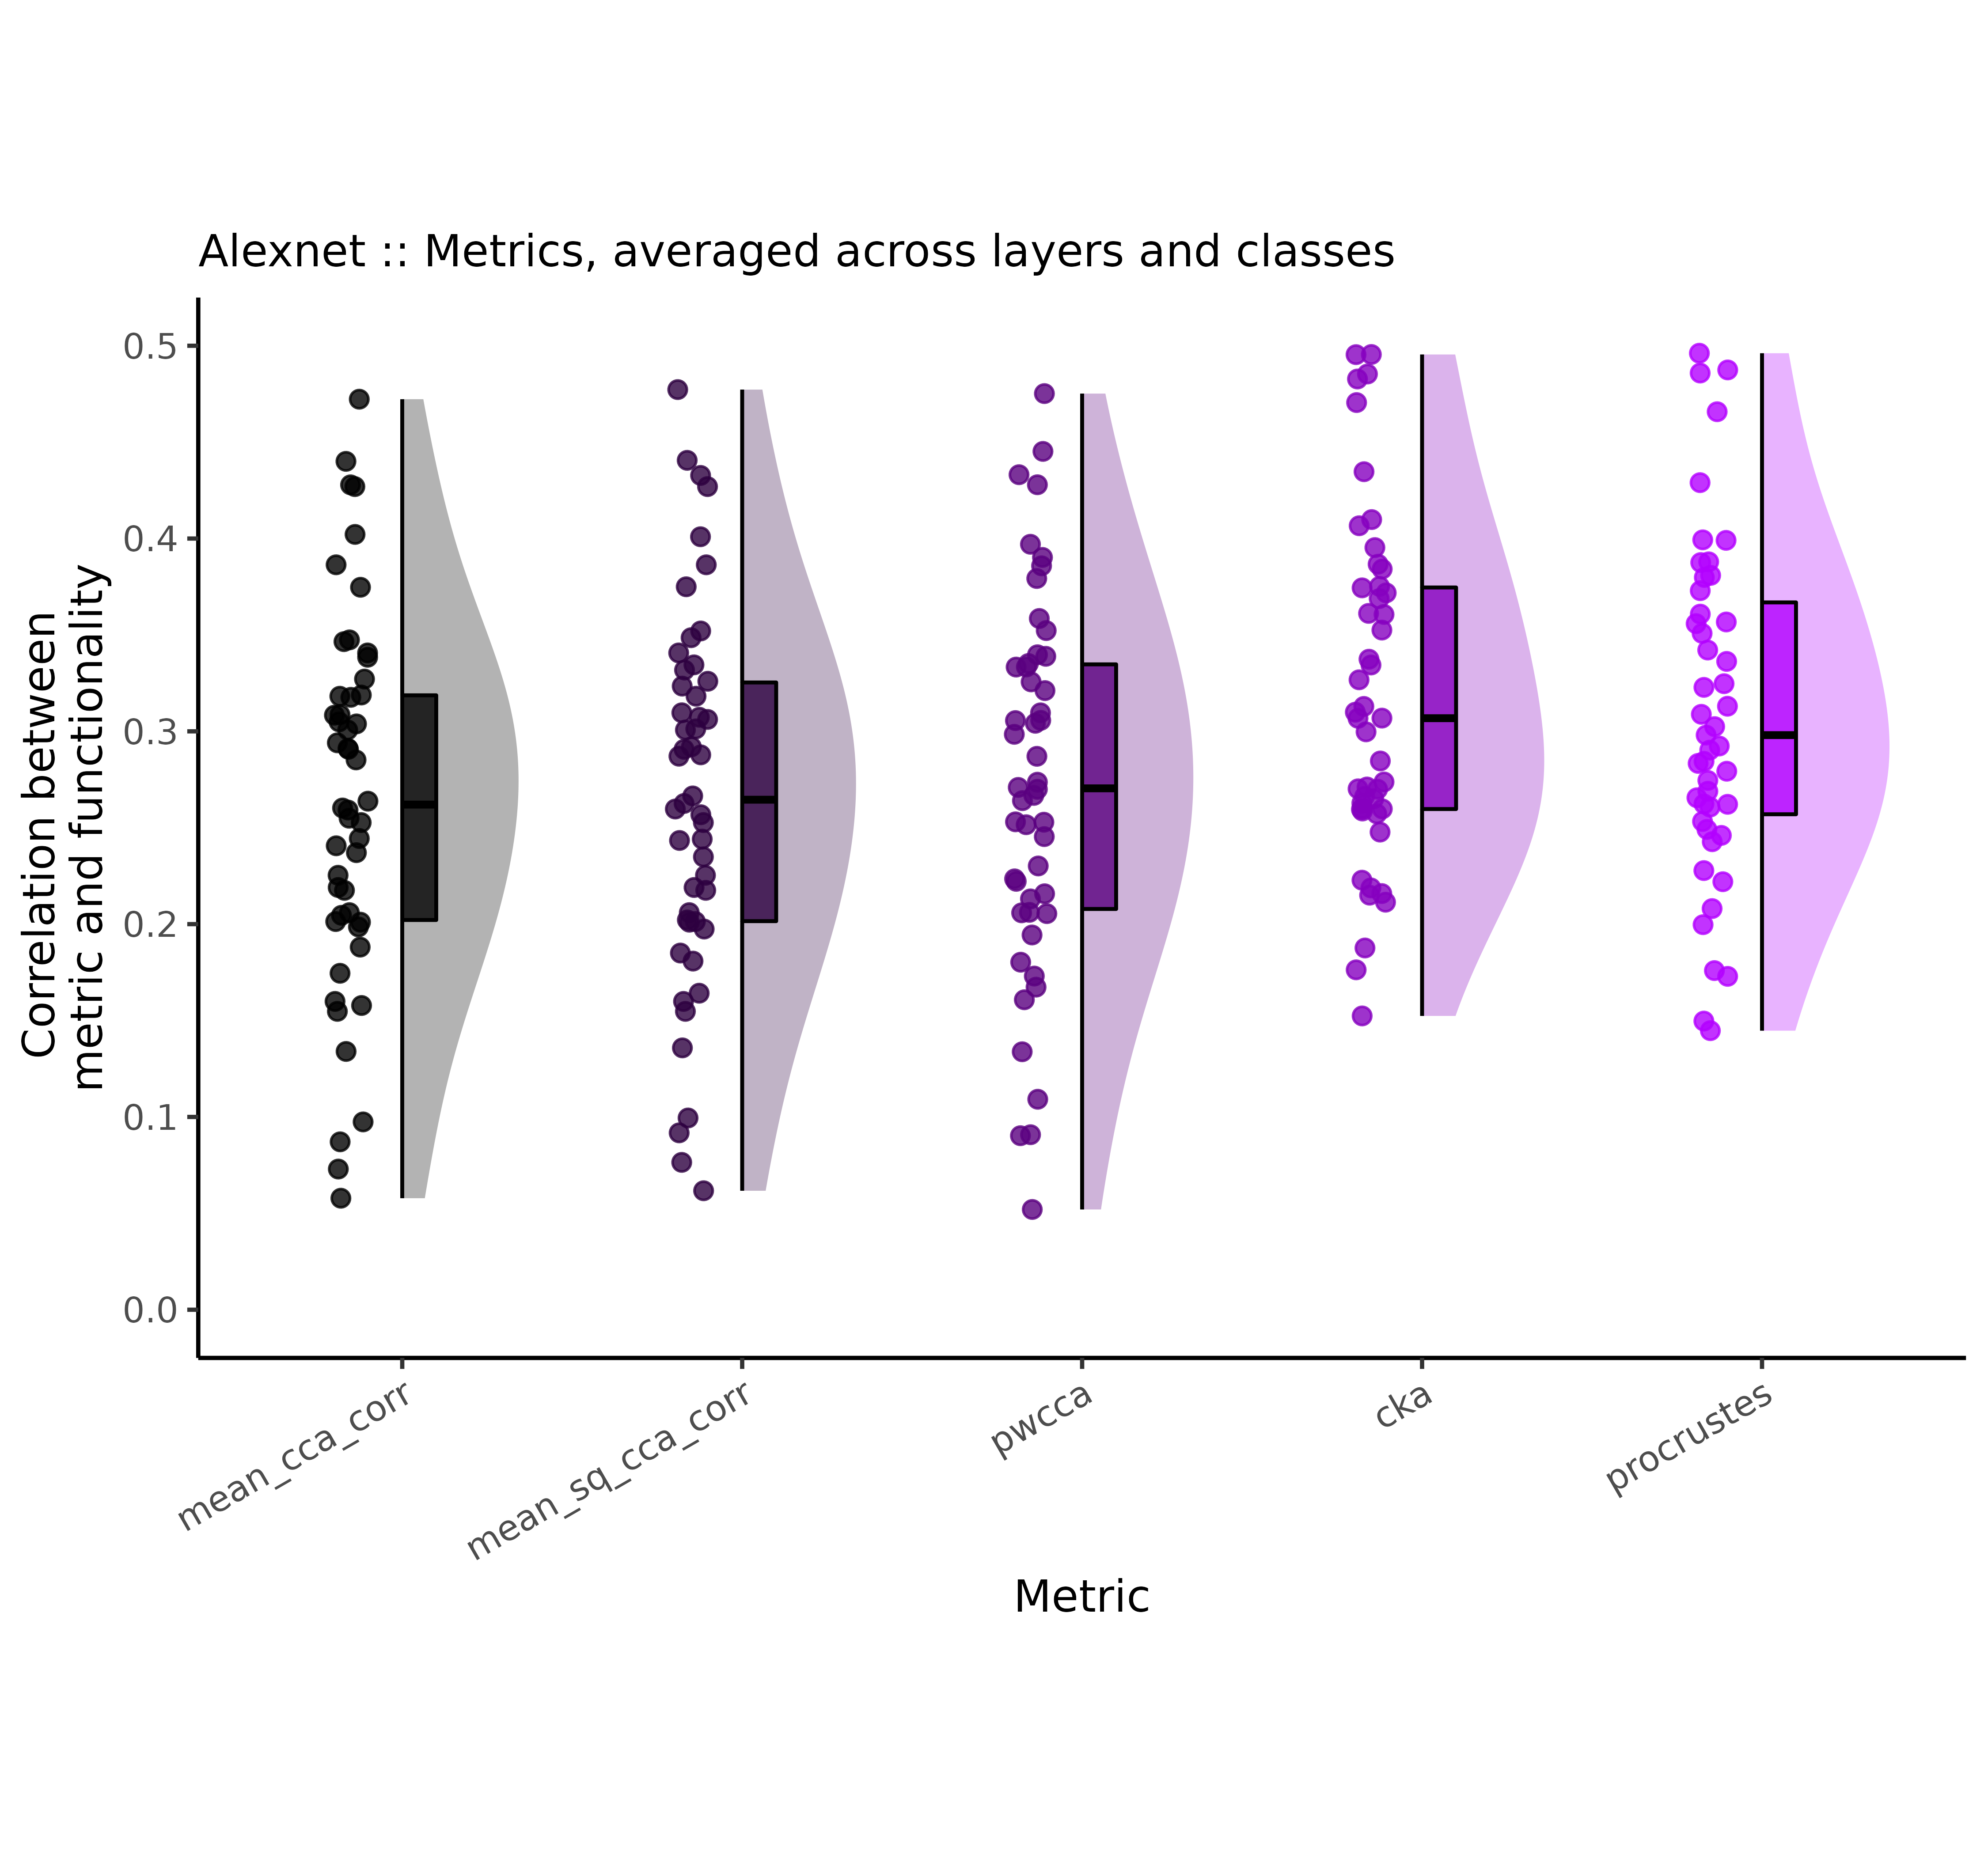 Alexnet :: Metrics, averaged across layers and classes
Correlation between
metric and functionality
0.5
0.4
0.3
0.2
0.1
0.0
mean_cca_corr
mean_sq_cca_corr
pwcca
cka
procrustes
Metric